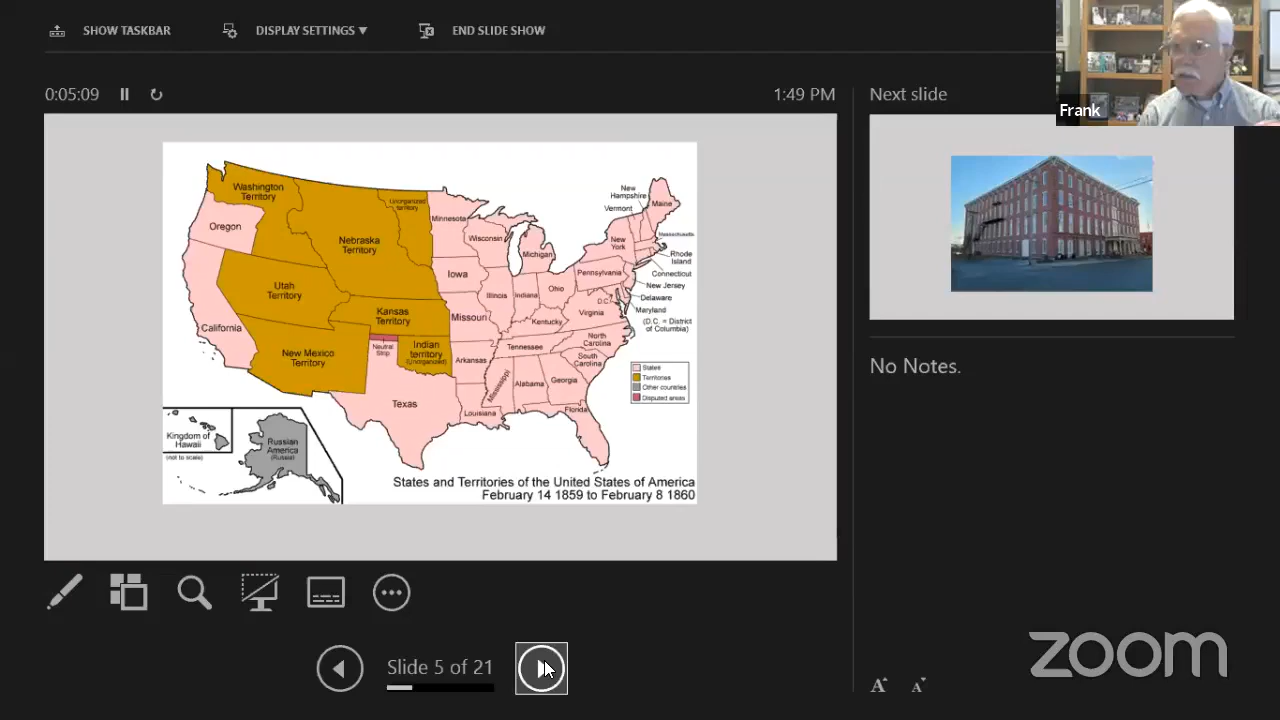 SHOW TASKBAR
DISPLAY SETTINGS ▼
END SLIDE SHOW
0:05:09
1:49 PM
Next slide
Frank
Washington
Territory
Oregon
Unorganized
territory
Nebraska
Territory
Utah
Territory
California
Kansas
Territory
New Mexico
Territory
Neutral
Strip
Indian
territory
(Unorganized)
Texas
Minnesota
Wisconsin
Michigan
Iowa
Illinois
Indiana
Ohio
Missouri
Kentucky
Tennessee
Arkansas
Mississippi
Alabama
Georgia
Louisiana
Florida
South
Carolina
North
Carolina
Virginia
D.C.
Pennsylvania
New
York
Vermont
New
Hampshire
Maine
Massachusetts
Rhode
Island
Connecticut
New Jersey
Delaware
Maryland
(D.C. = District
of Columbia)
States
Territories
Other countries
Disputed areas
Kingdom of
Hawaii
(not to scale)
Russian
America
(Russia)
States and Territories of the United States of America
February 14 1859 to February 8 1860
No Notes.
Slide 5 of 21
A A
zoom